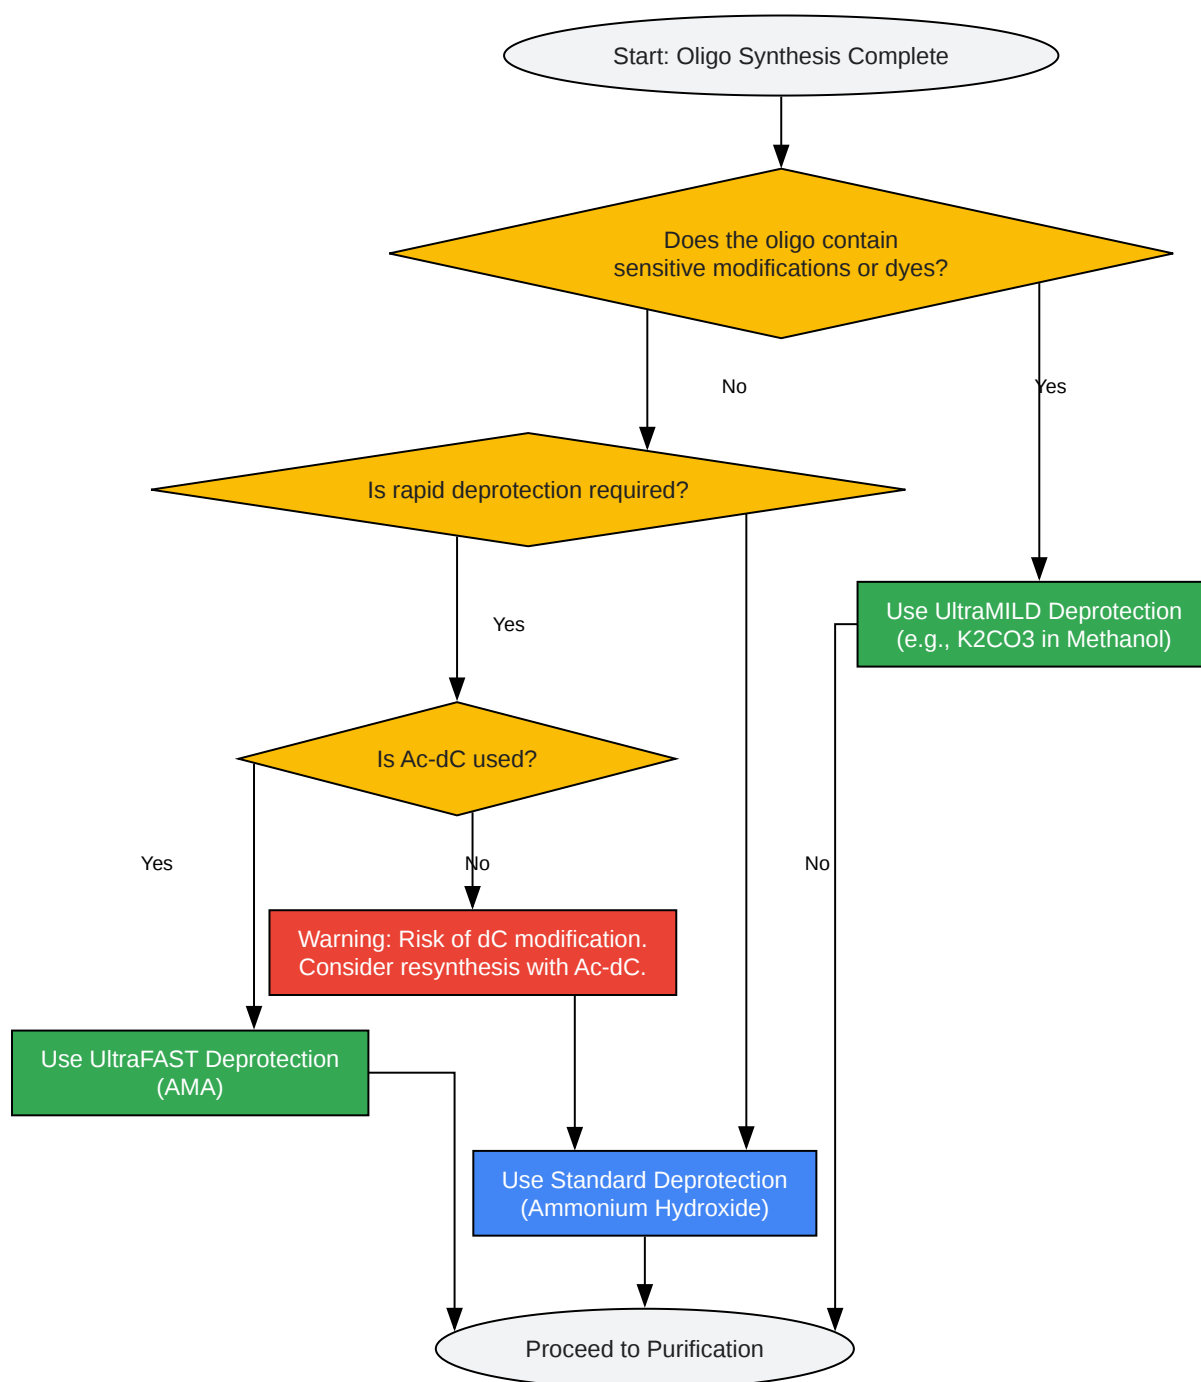 Start: Oligo Synthesis Complete
Does the oligo contain
sensitive modifications or dyes?
No
Yes
Is rapid deprotection required?
Use UltraMILD Deprotection
(e.g., K2CO3 in Methanol)
Yes
Is Ac-dC used?
Yes
No
No
Warning: Risk of dC modification.
Consider resynthesis with Ac-dC.
Use UltraFAST Deprotection
(AMA)
Use Standard Deprotection
(Ammonium Hydroxide)
Proceed to Purification